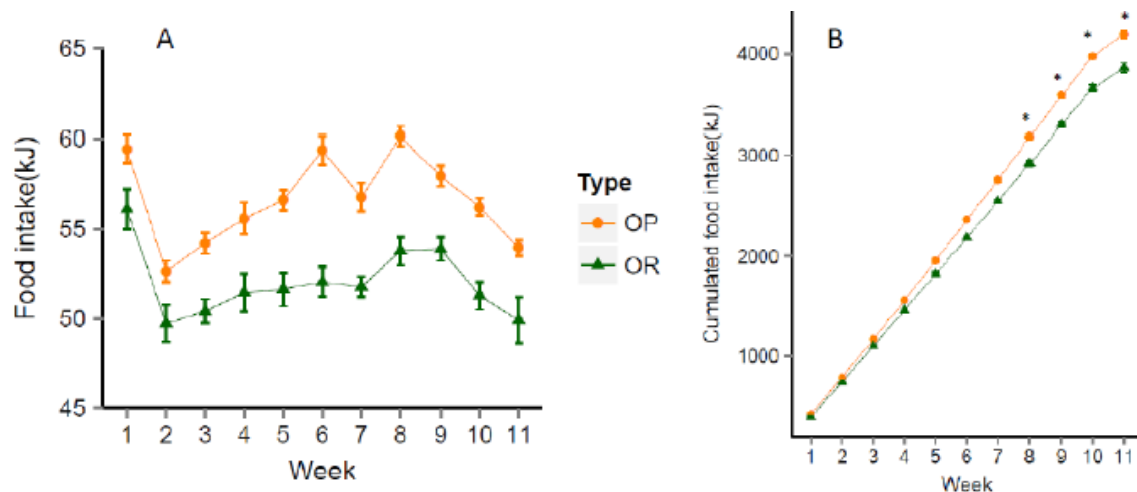 A
65
60
55
50
45
Food intake(kJ)
1 2 3 4 5 6 7 8 9 10 11
Week
Type
OP
OR
B
4000
3000
2000
1000
Cumulated food intake(kJ)
* * * *
1 2 3 4 5 6 7 8 9 10 11
Week